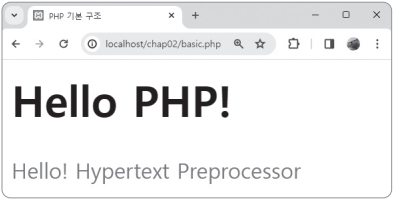 PHP 기본 구조
localhost/chap02/basic.php
Hello PHP!
Hello! Hypertext Preprocessor